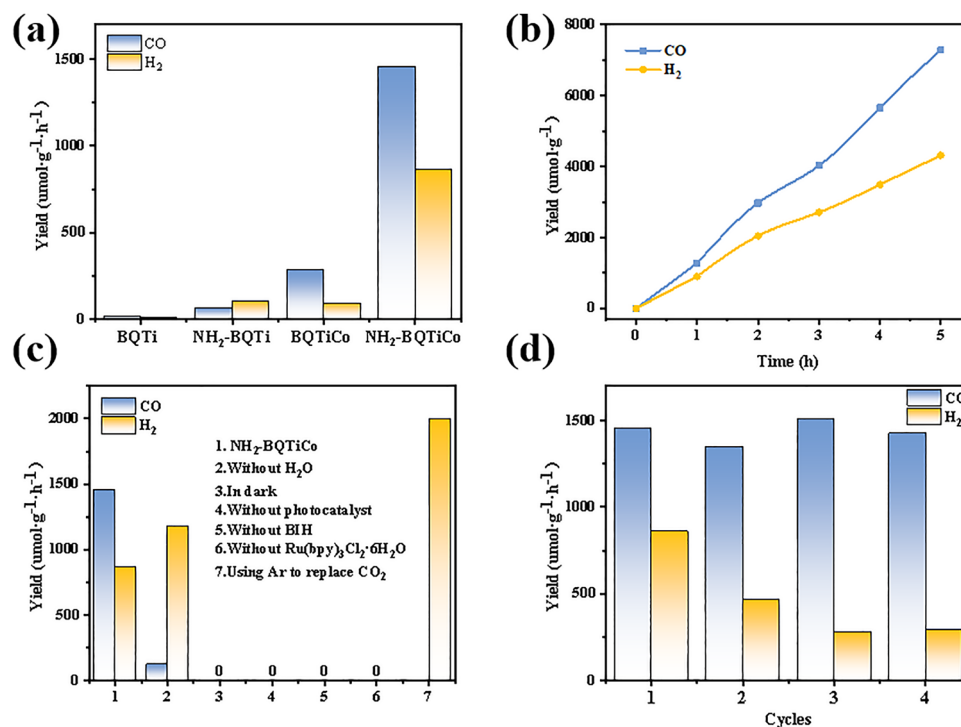 (a)
CO
H₂
Yield (umol·g⁻¹·h⁻¹)
1500
1000
500
0
BQTi NH₂-BQTi BQTiCo NH₂-BQTiCo
(b)
CO
H₂
Yield (umol·g⁻¹)
8000
6000
4000
2000
0
0 1 2 3 4 5
Time (h)
(c)
CO
H₂
Yield (umol·g⁻¹·h⁻¹)
2000
1500
1000
500
0
1. NH₂-BQTiCo
2.Without H₂O
3.In dark
4.Without photocatalyst
5.Without BIH
6.Without Ru(bpy)₃Cl₂·6H₂O
7.Using Ar to replace CO₂
0 0 0 0
1 2 3 4 5 6 7
(d)
CO
H₂
Yield (umol·g⁻¹·h⁻¹)
1500
1000
500
0
1 2 3 4
Cycles